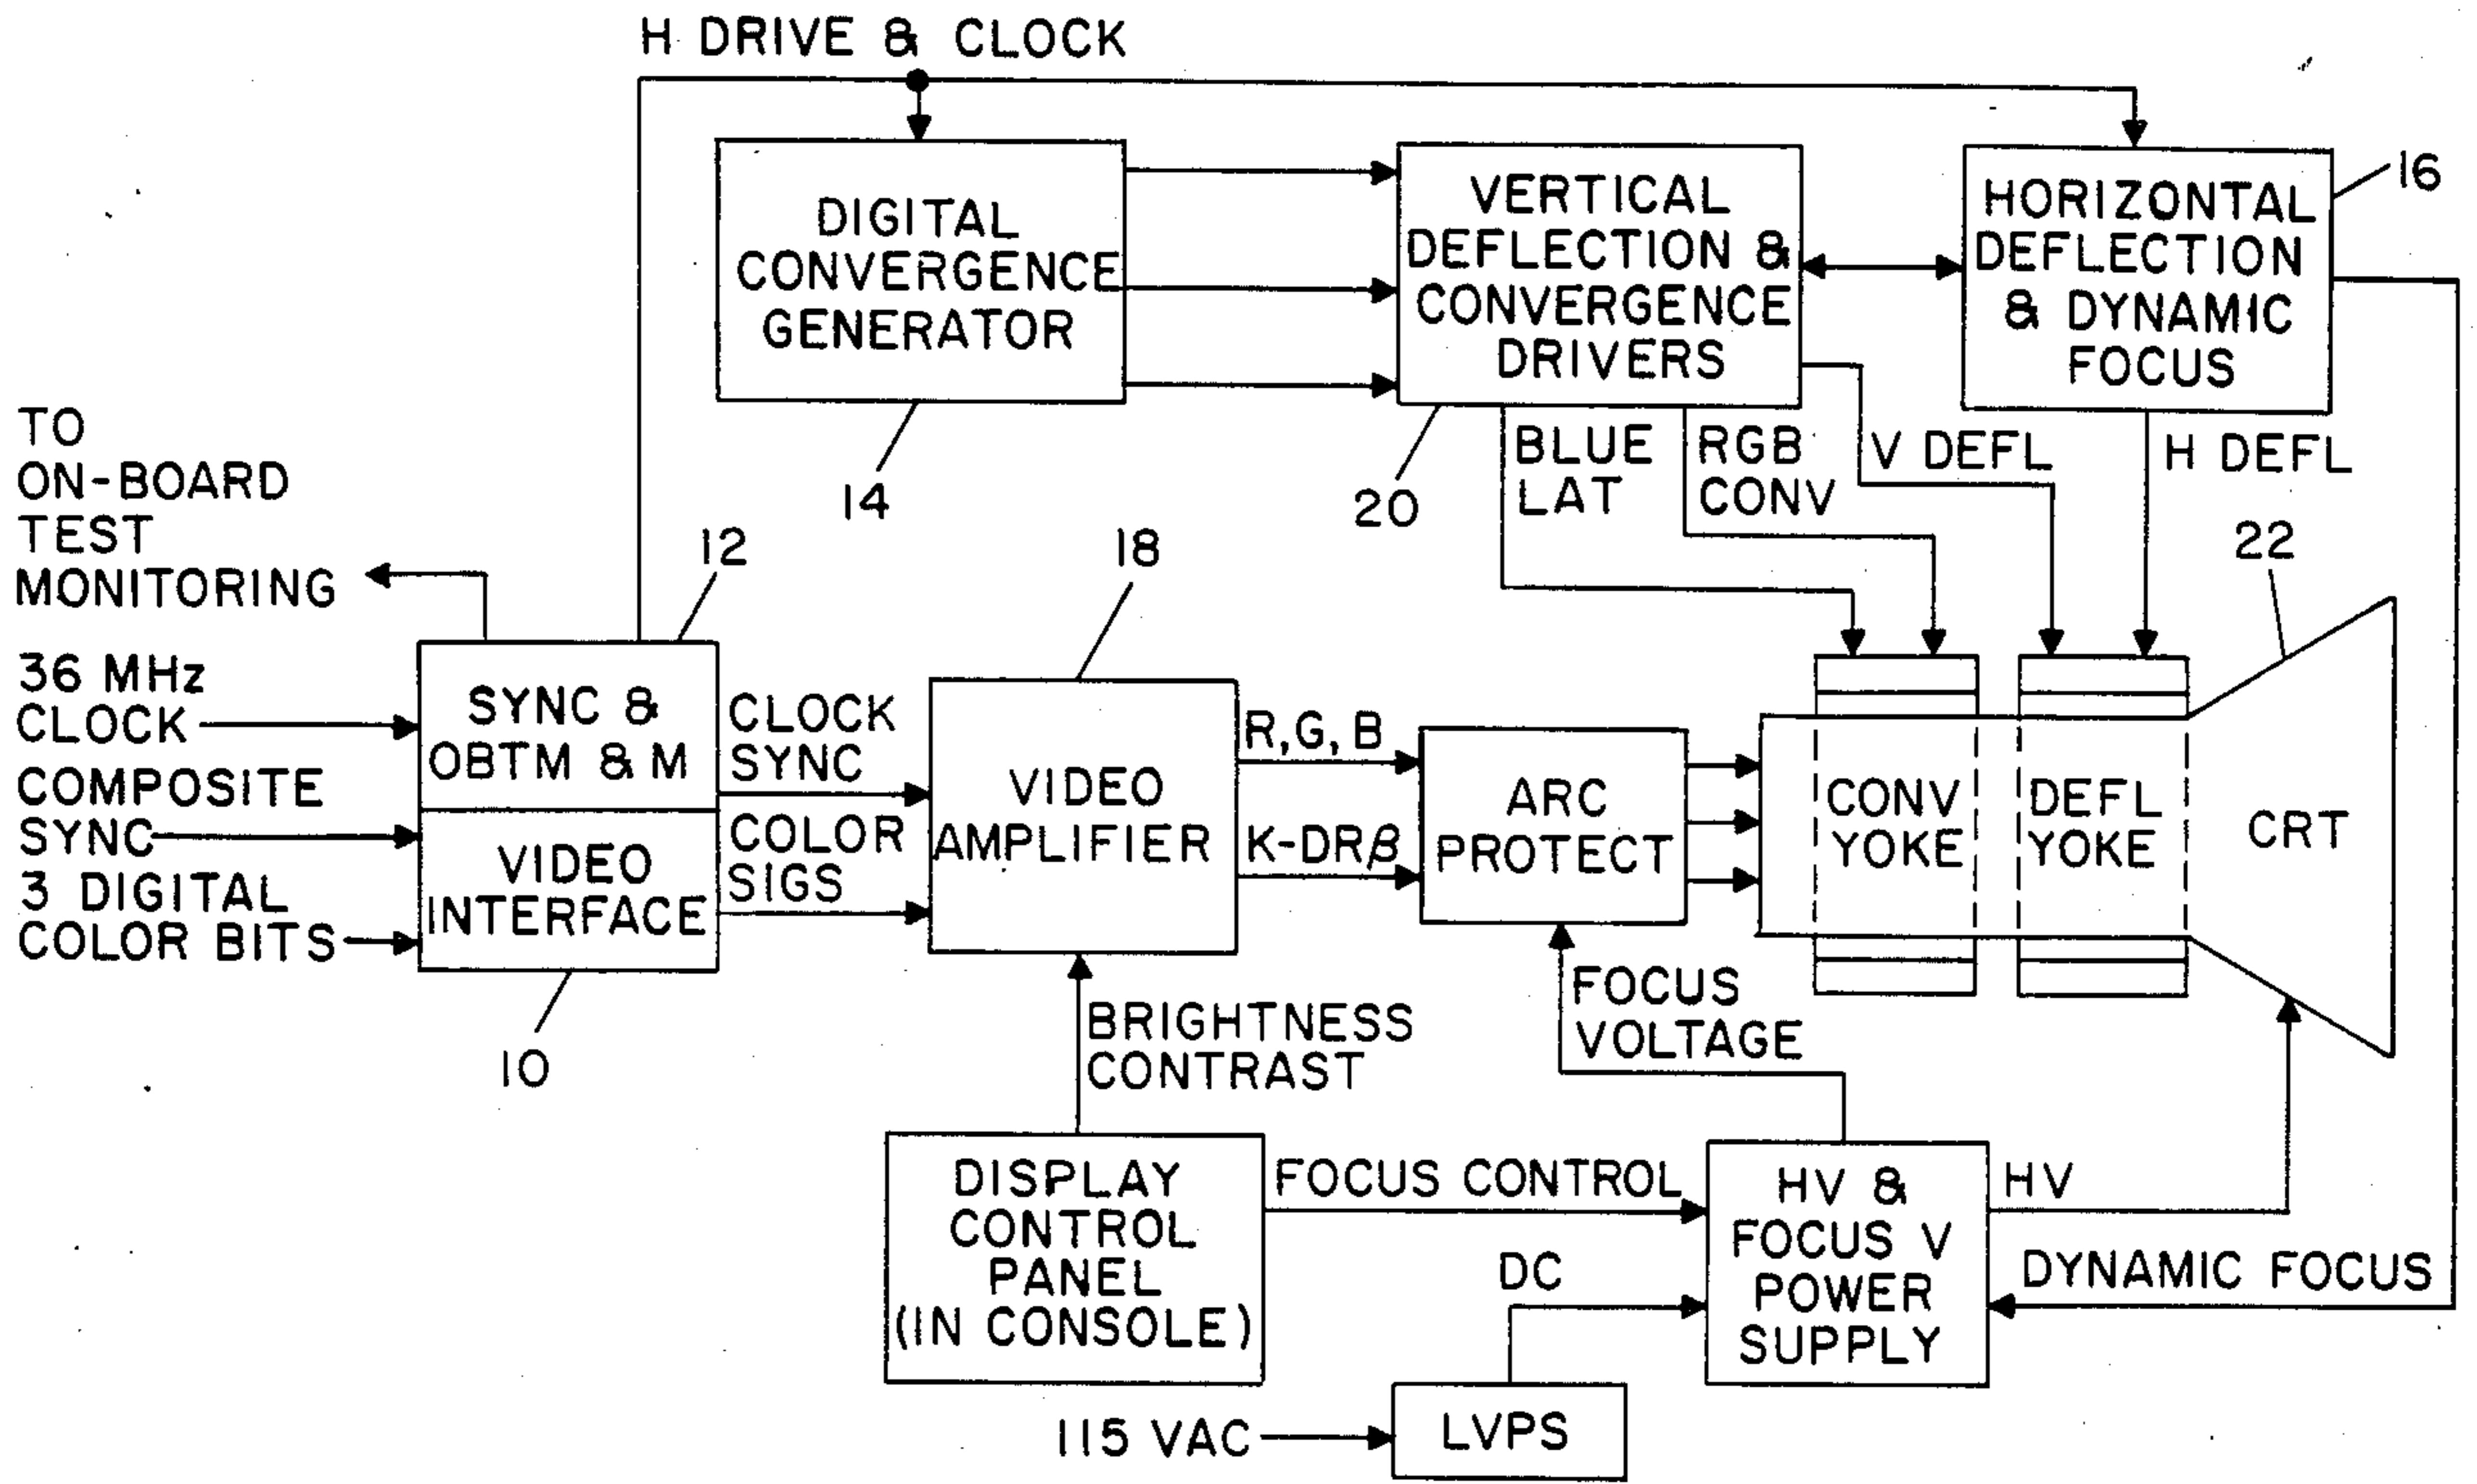 H DRIVE & CLOCK
DIGITAL
CONVERGENCE
GENERATOR
14
VERTICAL
DEFLECTION &
CONVERGENCE
DRIVERS
20
HORIZONTAL
DEFLECTION
& DYNAMIC
FOCUS
16
BLUE
LAT
RGB
CONV
V DEFL
H DEFL
TO
ON-BOARD
TEST
MONITORING
36 MHz
CLOCK
COMPOSITE
SYNC
3 DIGITAL
COLOR BITS
12
SYNC &
OBTM & M
VIDEO
INTERFACE
10
CLOCK
SYNC
COLOR
SIGS
18
VIDEO
AMPLIFIER
R,G,B
K-DRβ
ARC
PROTECT
CONV
YOKE
DEFL
YOKE
CRT
22
BRIGHTNESS
CONTRAST
FOCUS
VOLTAGE
DISPLAY
CONTROL
PANEL
(IN CONSOLE)
FOCUS CONTROL
DC
HV &
FOCUS V
POWER
SUPPLY
HV
DYNAMIC FOCUS
115 VAC
LVPS